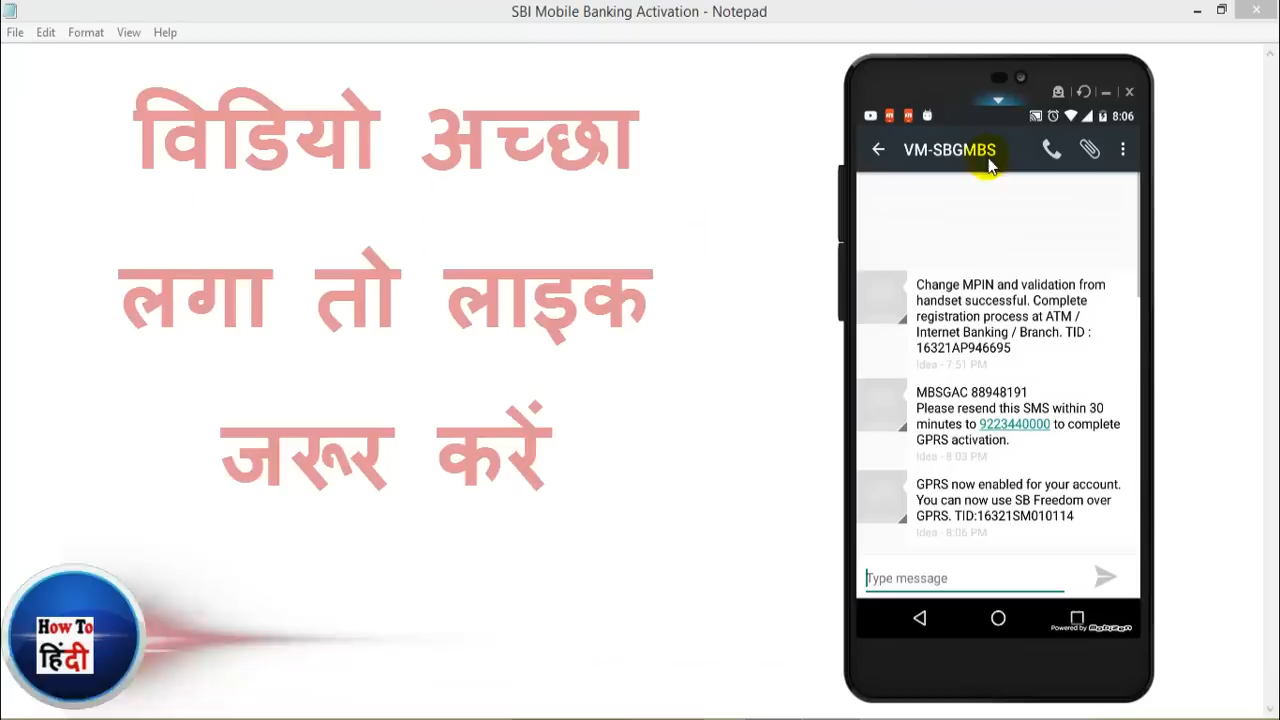 SBI Mobile Banking Activation - Notepad
File Edit Format View Help
विडियो अच्छा
लगा तो लाइक
जरूर करें
How To
हिंदी
8:06
VM-SBGMBS
Change MPIN and validation from
handset successful. Complete
registration process at ATM /
Internet Banking / Branch. TID :
16321AP946695
Idea - 7:51 PM
MBSGAC 88948191
Please resend this SMS within 30
minutes to 9223440000 to complete
GPRS activation.
Idea - 8:03 PM
GPRS now enabled for your account.
You can now use SB Freedom over
GPRS. TID:16321SM010114
Idea - 8:06 PM
Type message
Powered by Mobizen